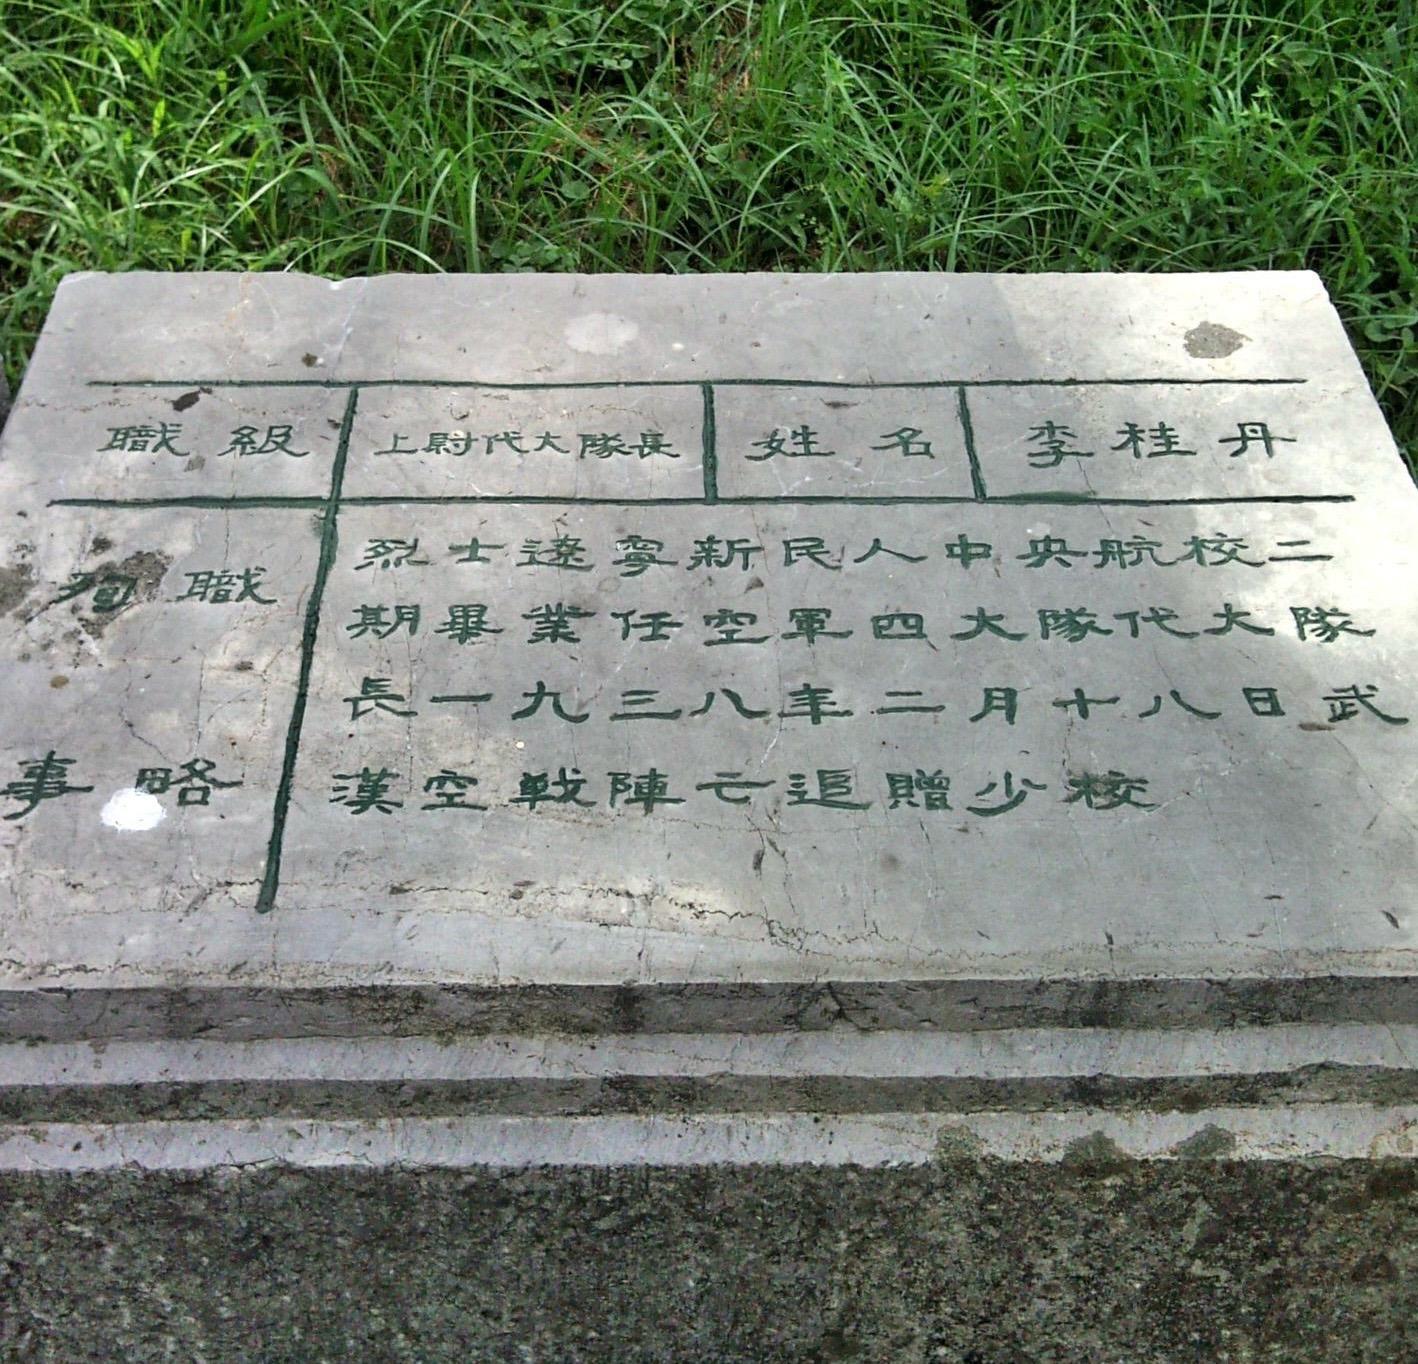 職級 上尉代大隊長 姓名 李桂丹
殉職事略
烈士遼寧新民人中央航校二
期畢業任空軍四大隊代大隊
長一九三八年二月十八日武
漢空戦陣亡追贈少校